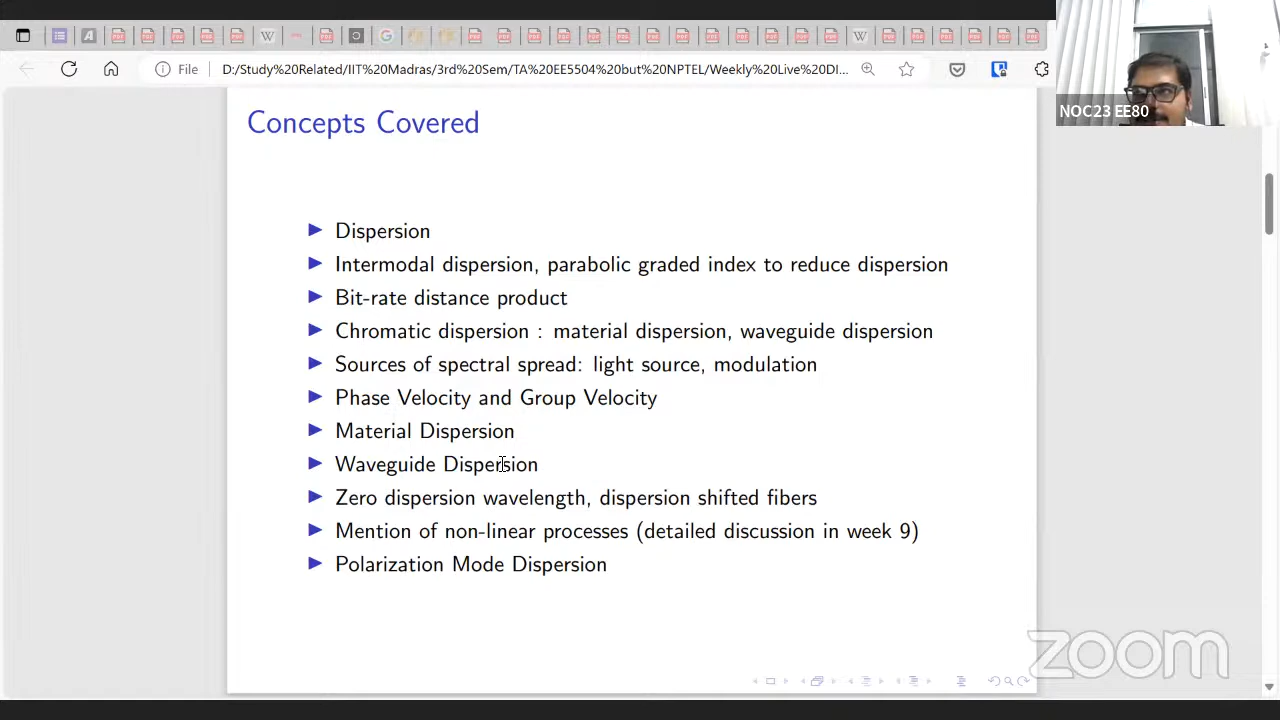 File
D:/Study%20Related/IIT%20Madras/3rd%20Sem/TA%20EE5504%20but%20NPTEL/Weekly%20Live%20DI...
NOC23 EE80
Concepts Covered
Dispersion
Intermodal dispersion, parabolic graded index to reduce dispersion
Bit-rate distance product
Chromatic dispersion : material dispersion, waveguide dispersion
Sources of spectral spread: light source, modulation
Phase Velocity and Group Velocity
Material Dispersion
Waveguide Dispersion
Zero dispersion wavelength, dispersion shifted fibers
Mention of non-linear processes (detailed discussion in week 9)
Polarization Mode Dispersion
zoom